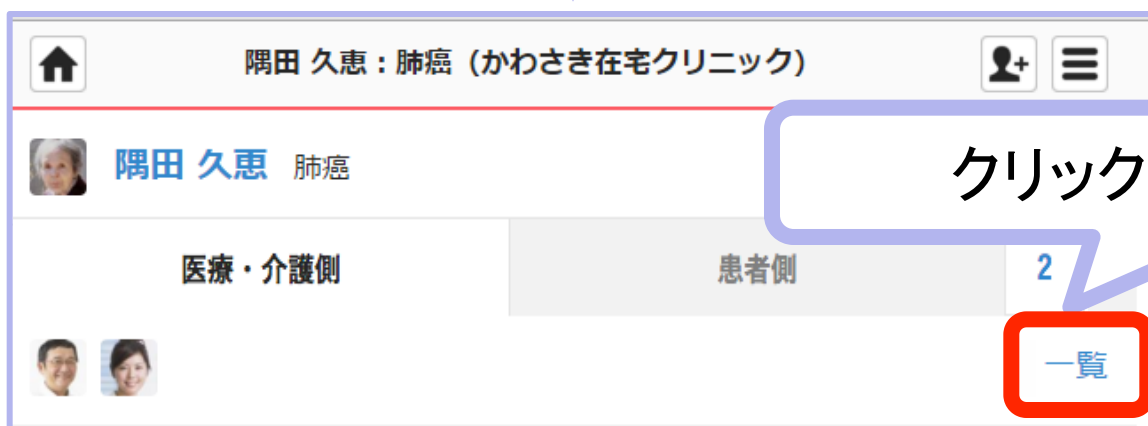 隅田 久恵：肺癌（かわさき在宅クリニック）
隅田 久恵 肺癌
クリック
医療・介護側 患者側 2
一覧